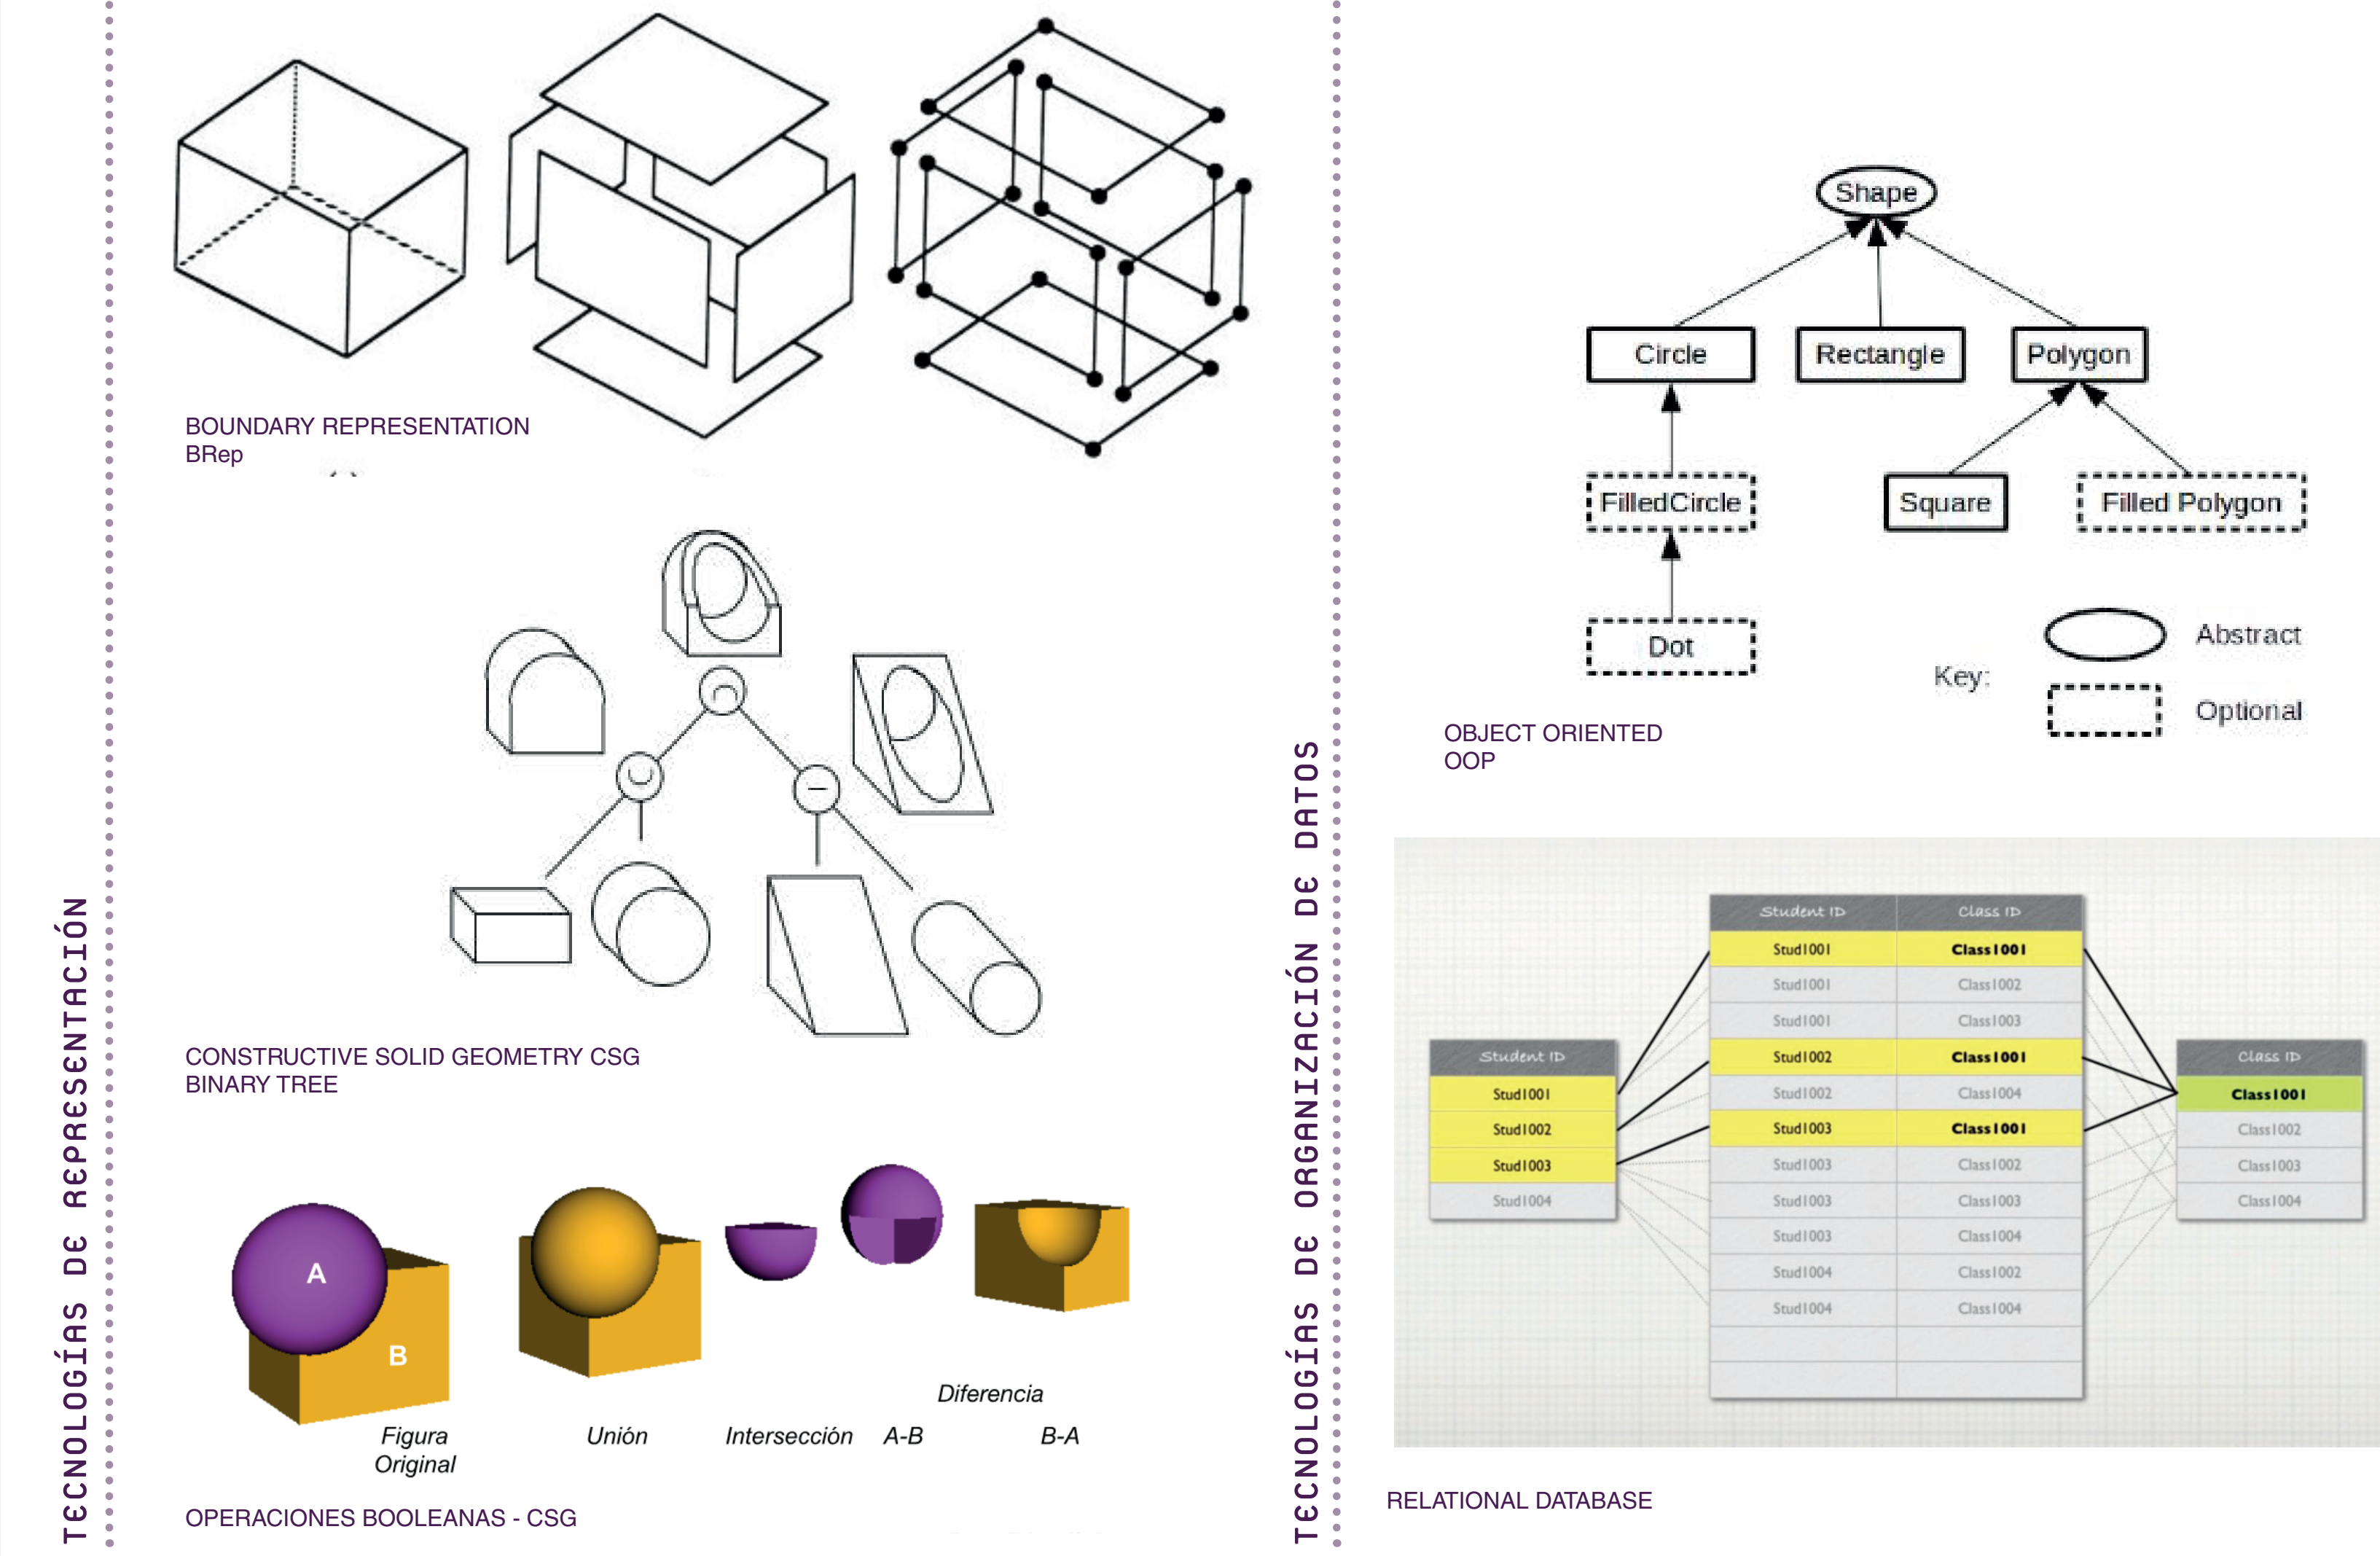 TECNOLOGÍAS DE REPRESENTACIÓN
BOUNDARY REPRESENTATION
BRep
CONSTRUCTIVE SOLID GEOMETRY CSG
BINARY TREE
A
B
Figura
Original
Unión
Intersección
Diferencia
A-B
B-A
OPERACIONES BOOLEANAS - CSG
TECNOLOGÍAS DE ORGANIZACIÓN DE DATOS
Shape
Circle
Rectangle
Polygon
FilledCircle
Square
Filled Polygon
Dot
Key:
Abstract
Optional
OBJECT ORIENTED
OOP
Student ID
Stud1001
Stud1002
Stud1003
Stud1004
Student ID Class ID
Stud1001 Class1001
Stud1001 Class1002
Stud1001 Class1003
Stud1002 Class1001
Stud1002 Class1004
Stud1003 Class1001
Stud1003 Class1002
Stud1003 Class1003
Stud1003 Class1004
Stud1004 Class1002
Stud1004 Class1004
Class ID
Class1001
Class1002
Class1003
Class1004
RELATIONAL DATABASE